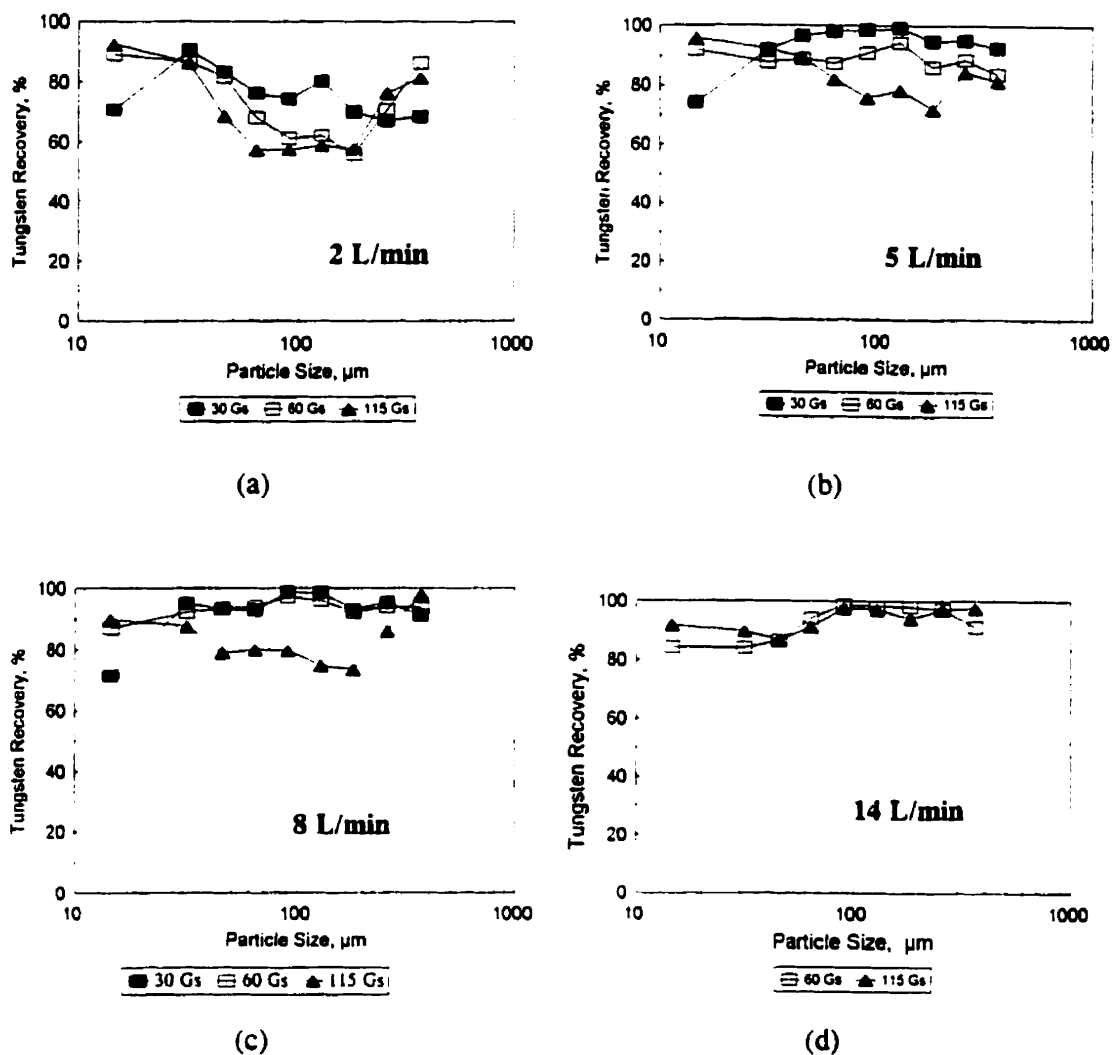 100
80
60
40
20
0
Tungsten Recovery, %
2 L/min
10 100 1000
Particle Size, µm
30 Gs 60 Gs 115 Gs
(a)
100
80
60
40
20
0
Tungsten Recovery, %
5 L/min
10 100 1000
Particle Size, µm
30 Gs 60 Gs 115 Gs
(b)
100
80
60
40
20
0
Tungsten Recovery, %
8 L/min
10 100 1000
Particle Size, µm
30 Gs 60 Gs 115 Gs
(c)
100
80
60
40
20
0
Tungsten Recovery, %
14 L/min
10 100 1000
Particle Size, µm
60 Gs 115 Gs
(d)